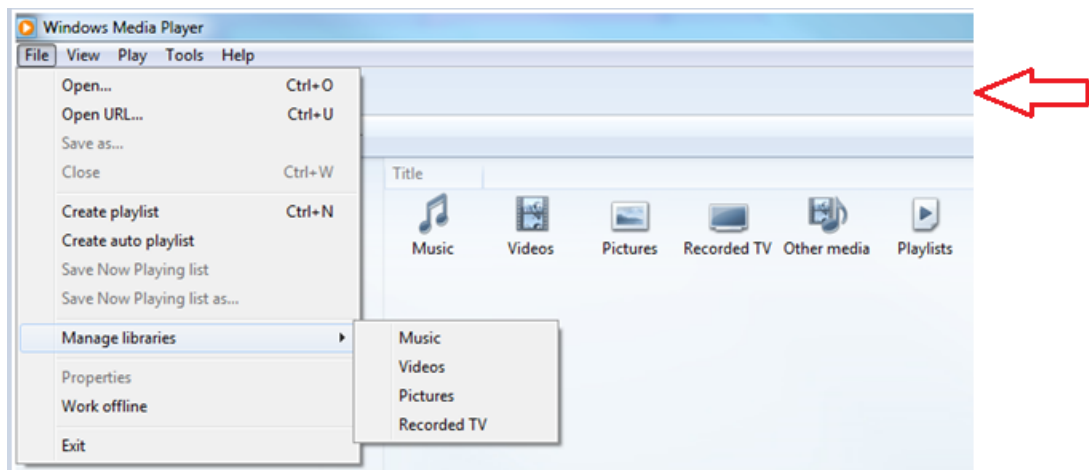 Windows Media Player
File View Play Tools Help
Open... Ctrl+O
Open URL... Ctrl+U
Save as...
Close Ctrl+W
Create playlist Ctrl+N
Create auto playlist
Save Now Playing list
Save Now Playing list as...
Manage libraries
Properties
Work offline
Exit
Music
Videos
Pictures
Recorded TV
Title
Music Videos Pictures Recorded TV Other media Playlists